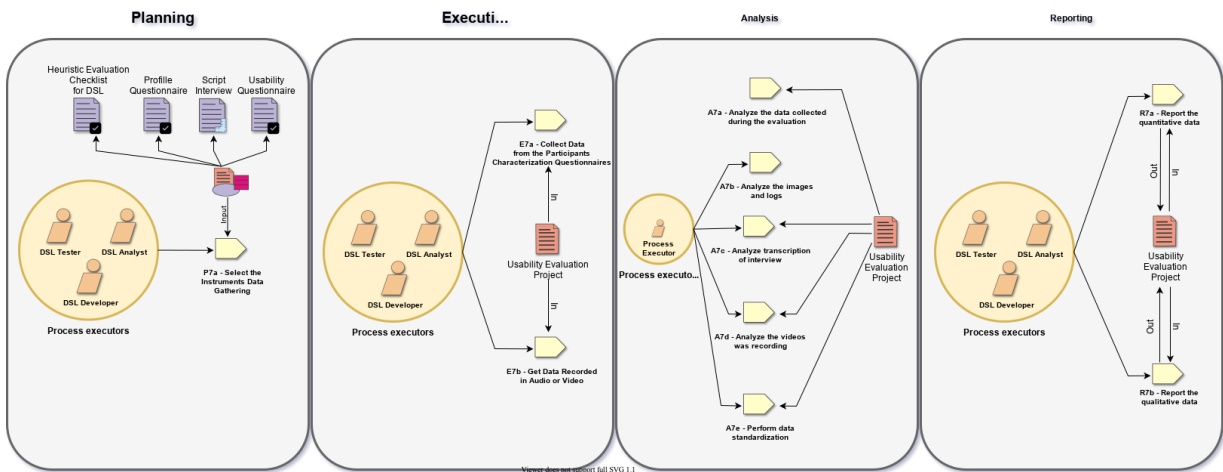 Planning
Heuristic Evaluation
Checklist
for DSL
Profille
Questionnaire
Script
Interview
Usability
Questionnaire
Input
DSL Tester
DSL Analyst
DSL Developer
Process executors
P7a - Select the
Instruments Data
Gathering
Executi...
E7a - Collect Data
from the Participants
Characterization Questionnaires
In
Usability Evaluation
Project
In
DSL Tester
DSL Analyst
DSL Developer
Process executors
E7b - Get Data Recorded
in Audio or Video
Analysis
A7a - Analyze the data collected
during the evaluation
A7b - Analyze the images
and logs
Process
Executor
Process executo...
A7c - Analyze transcription
of interview
Usability
Evaluation
Project
A7d - Analyze the videos
was recording
A7e - Perform data
standardization
Reporting
R7a - Report the
quantitative data
Out
In
DSL Tester
DSL Analyst
DSL Developer
Process executors
Usability
Evaluation
Project
Out
In
R7b - Report the
qualitative data
Viewer does not support full SVG 1.1